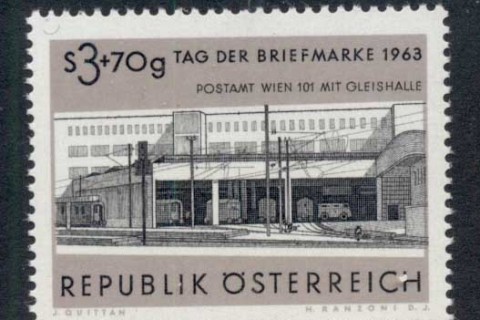 S3+70g TAG DER BRIEFMARKE 1963
POSTAMT WIEN 101 MIT GLEISHALLE
REPUBLIK ÖSTERREICH
J. QUITTAN H. RANZONI D. J.